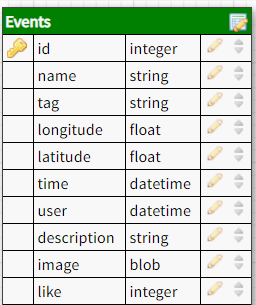 Events
id integer
name string
tag string
longitude float
latitude float
time datetime
user datetime
description string
image blob
like integer